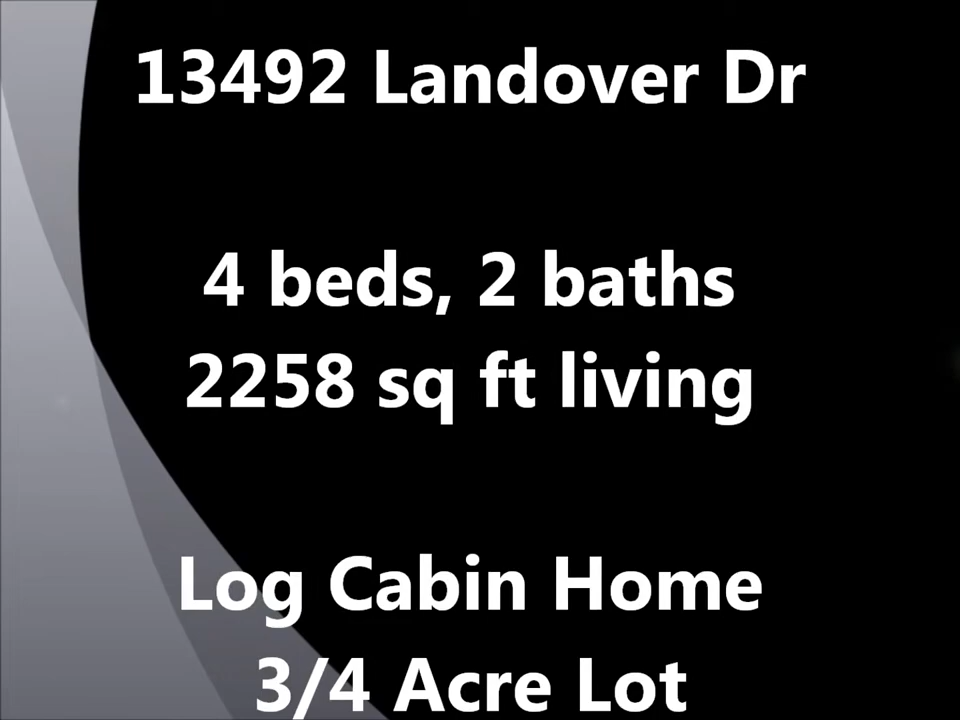 13492 Landover Dr
4 beds, 2 baths
2258 sq ft living
Log Cabin Home
3/4 Acre Lot